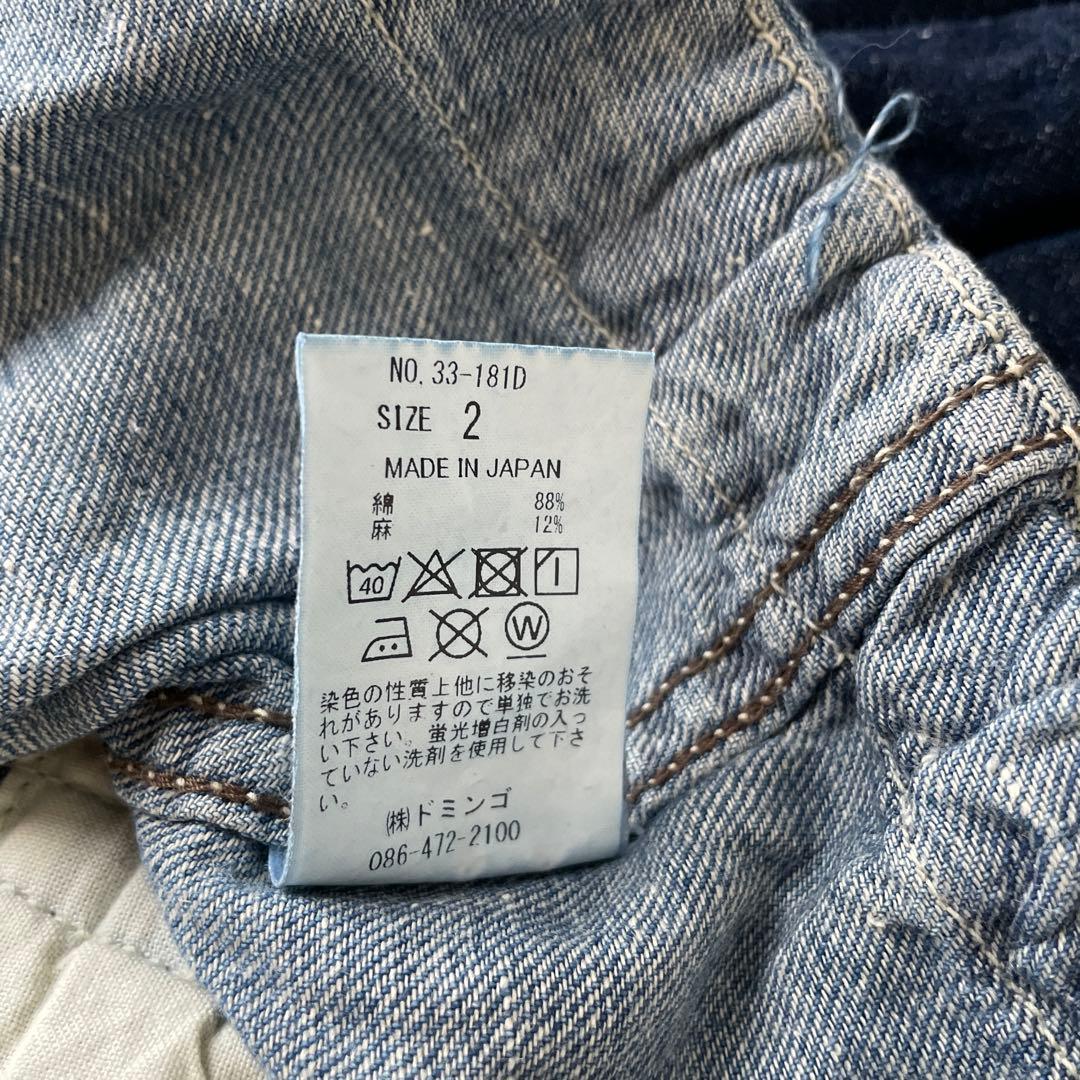 NO. 33-181D
SIZE 2
MADE IN JAPAN
綿 88%
麻 12%
40
W
染色の性質上他に移染のおそ
れがありますので単独でお洗
い下さい。蛍光増白剤の入っ
ていない洗剤を使用して下さ
い。
㈱ドミンゴ
086-472-2100